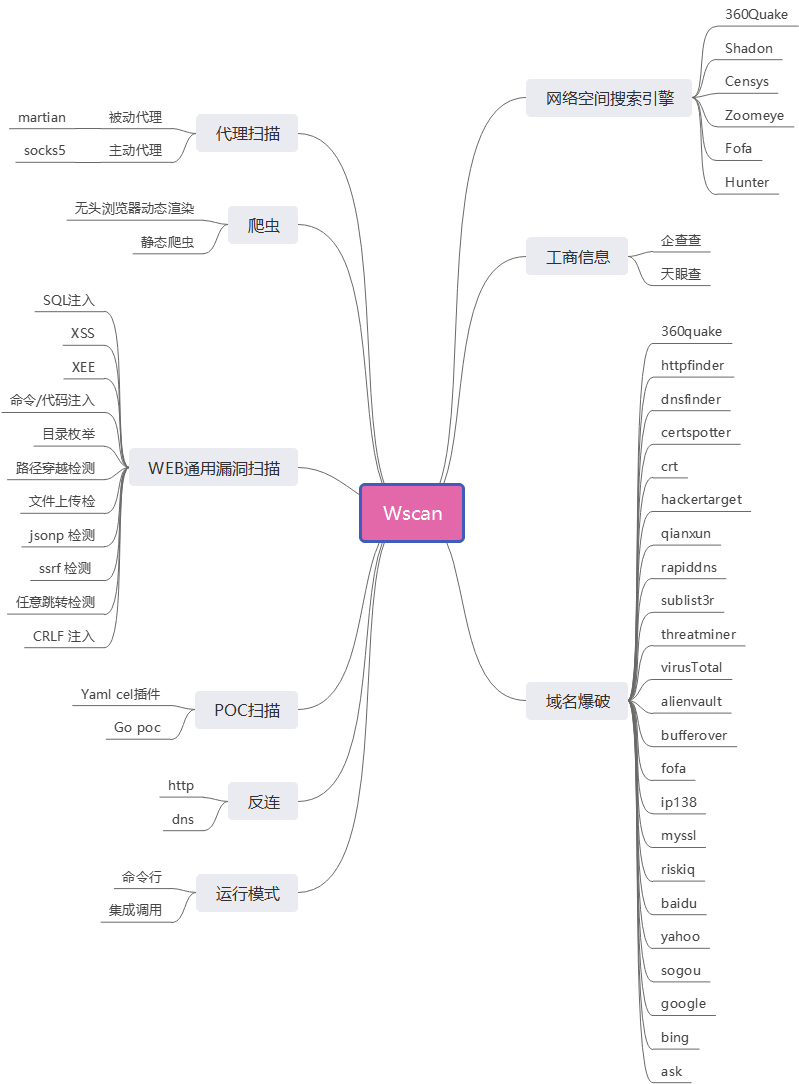 Wscan
代理扫描
被动代理
martian
主动代理
socks5
爬虫
无头浏览器动态渲染
静态爬虫
WEB通用漏洞扫描
SQL注入
XSS
XEE
命令/代码注入
目录枚举
路径穿越检测
文件上传检
jsonp 检测
ssrf 检测
任意跳转检测
CRLF 注入
POC扫描
Yaml cel插件
Go poc
反连
http
dns
运行模式
命令行
集成调用
网络空间搜索引擎
360Quake
Shadon
Censys
Zoomeye
Fofa
Hunter
工商信息
企查查
天眼查
域名爆破
360quake
httpfinder
dnsfinder
certspotter
crt
hackertarget
qianxun
rapiddns
sublist3r
threatminer
virusTotal
alienvault
bufferover
fofa
ip138
myssl
riskiq
baidu
yahoo
sogou
google
bing
ask